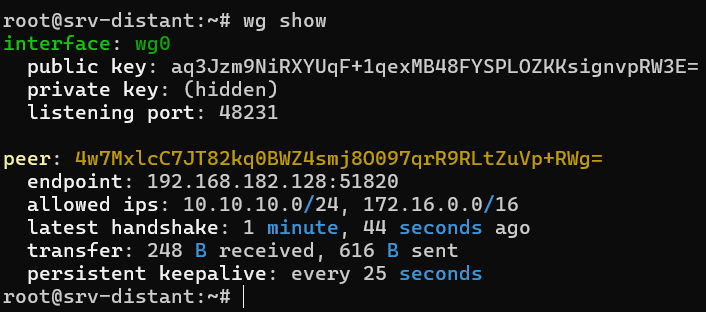 root@srv-distant:~# wg show
interface: wg0
  public key: aq3Jzm9NiRXYUqF+1qexMB48FYSPLOZKKsignvpRW3E=
  private key: (hidden)
  listening port: 48231

peer: 4w7MxlcC7JT82kq0BWZ4smj8O097qrR9RLtZuVp+RWg=
  endpoint: 192.168.182.128:51820
  allowed ips: 10.10.10.0/24, 172.16.0.0/16
  latest handshake: 1 minute, 44 seconds ago
  transfer: 248 B received, 616 B sent
  persistent keepalive: every 25 seconds
root@srv-distant:~#